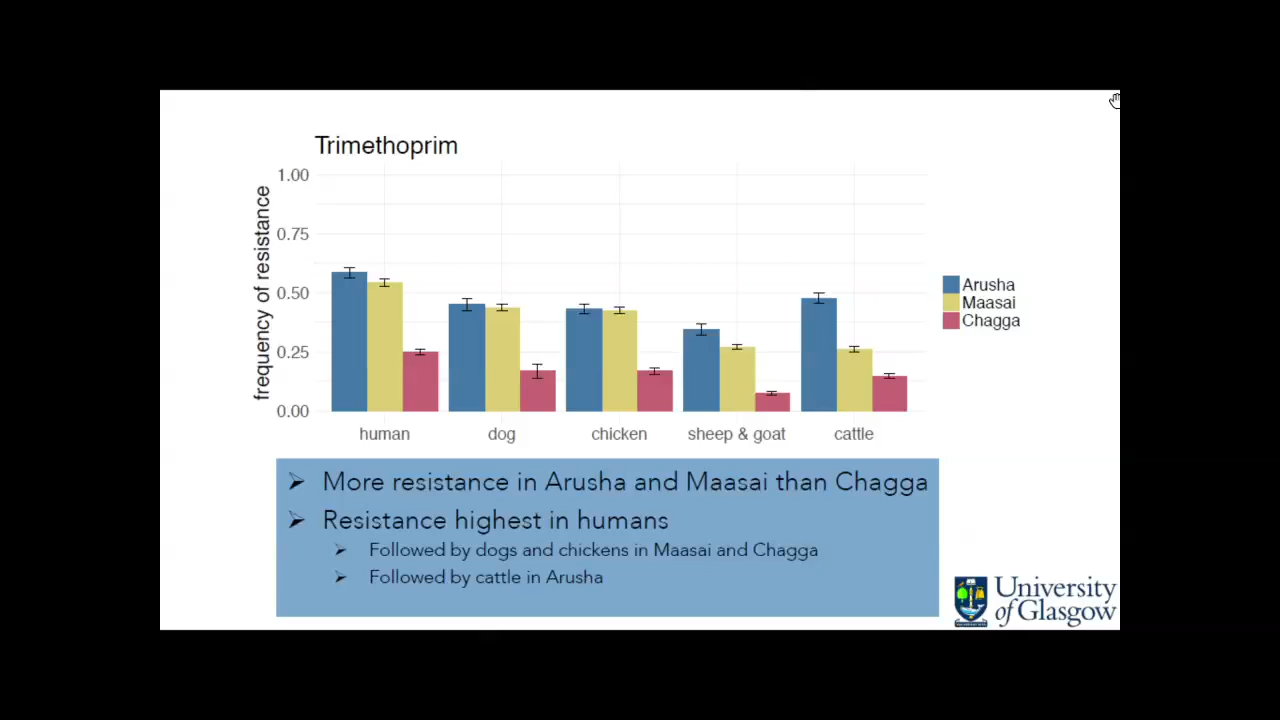 Trimethoprim
frequency of resistance
1.00
0.75
0.50
0.25
0.00
human dog chicken sheep & goat cattle
Arusha
Maasai
Chagga
➢ More resistance in Arusha and Maasai than Chagga
➢ Resistance highest in humans
➢ Followed by dogs and chickens in Maasai and Chagga
➢ Followed by cattle in Arusha
University
of Glasgow